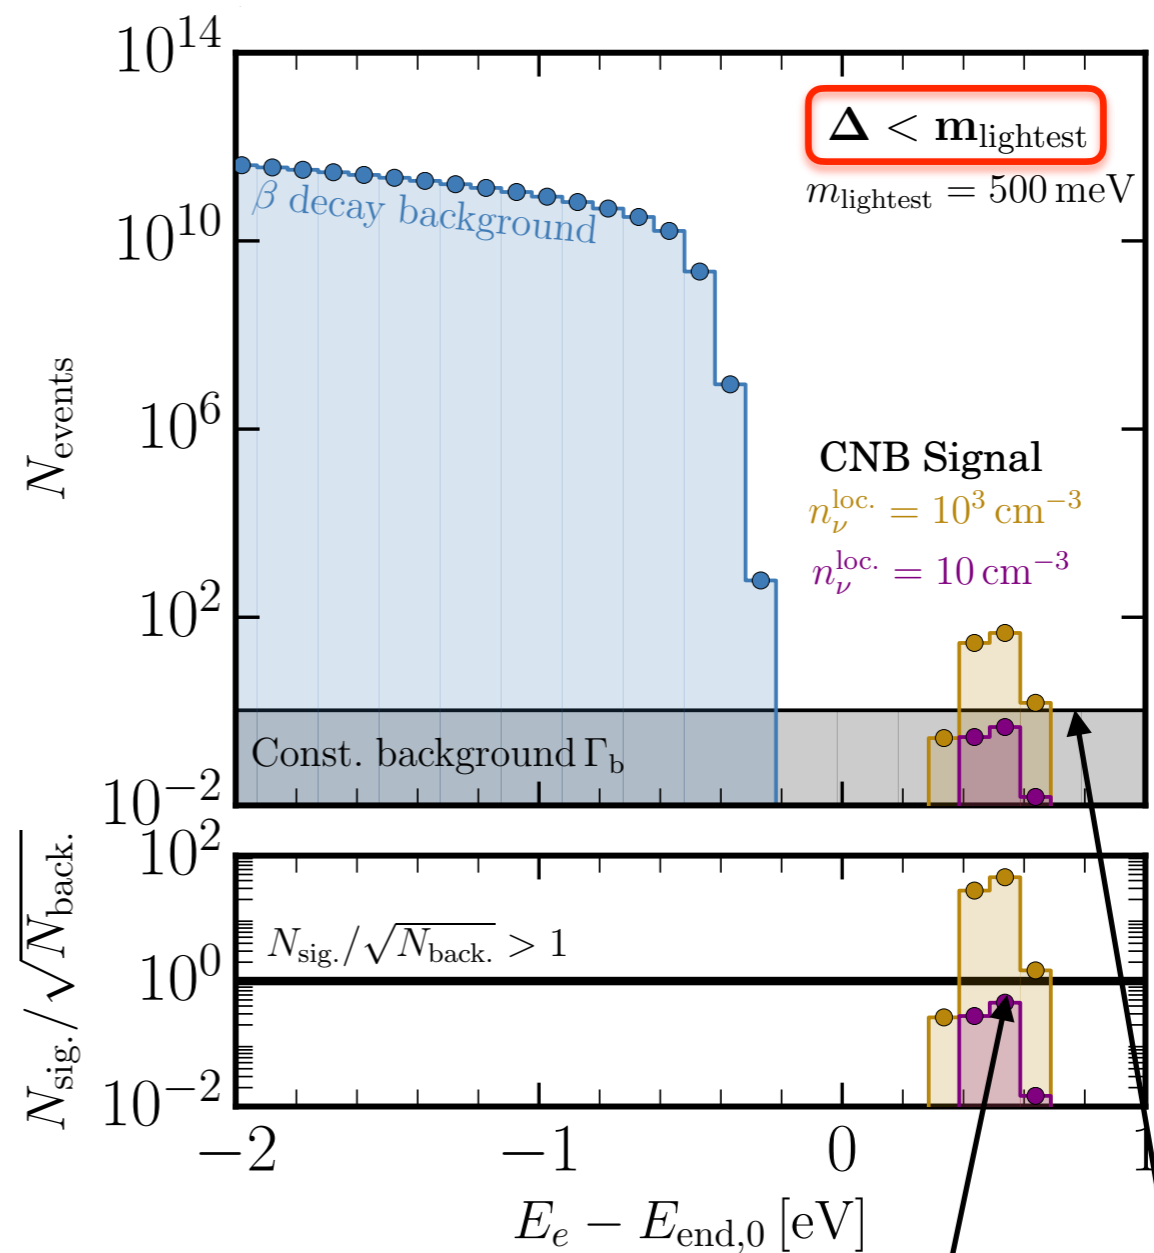 10^14
10^10
10^6
10^2
10^-2
N_events
Δ < m_lightest
m_lightest = 500 meV
β decay background
CNB Signal
n_ν^loc. = 10^3 cm^-3
n_ν^loc. = 10 cm^-3
Const. background Γ_b
10^2
10^0
10^-2
N_sig./√N_back.
N_sig./√N_back. > 1
−2 −1 0 1
E_e − E_end,0 [eV]